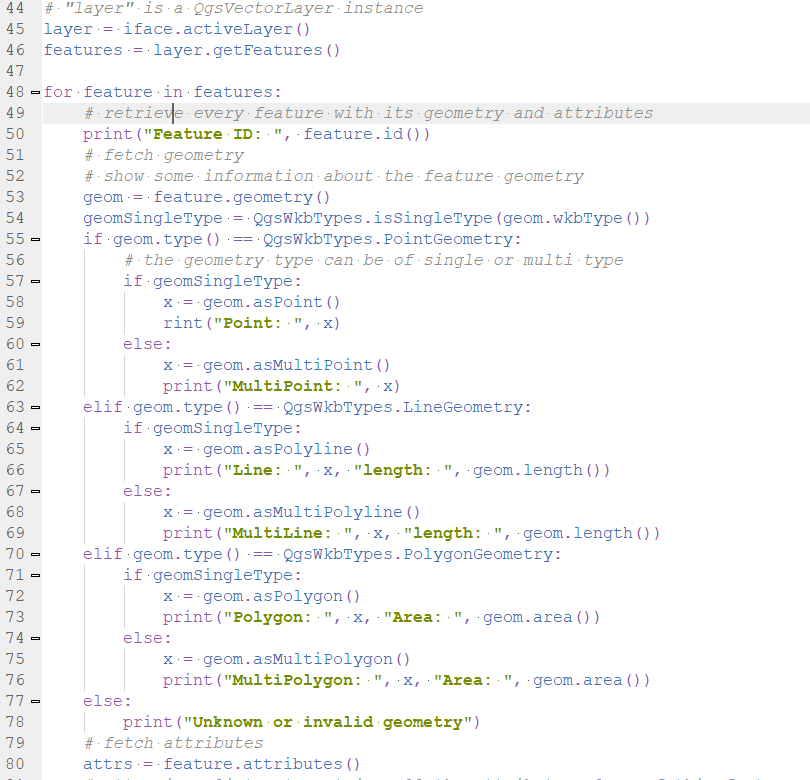 44 # "layer" is a QgsVectorLayer instance
45 layer = iface.activeLayer()
46 features = layer.getFeatures()
47
48 for feature in features:
49     # retrieve every feature with its geometry and attributes
50     print("Feature ID: ", feature.id())
51     # fetch geometry
52     # show some information about the feature geometry
53     geom = feature.geometry()
54     geomSingleType = QgsWkbTypes.isSingleType(geom.wkbType())
55     if geom.type() == QgsWkbTypes.PointGeometry:
56         # the geometry type can be of single or multi type
57         if geomSingleType:
58             x = geom.asPoint()
59             rint("Point: ", x)
60         else:
61             x = geom.asMultiPoint()
62             print("MultiPoint: ", x)
63     elif geom.type() == QgsWkbTypes.LineGeometry:
64         if geomSingleType:
65             x = geom.asPolyline()
66             print("Line: ", x, "length: ", geom.length())
67         else:
68             x = geom.asMultiPolyline()
69             print("MultiLine: ", x, "length: ", geom.length())
70     elif geom.type() == QgsWkbTypes.PolygonGeometry:
71         if geomSingleType:
72             x = geom.asPolygon()
73             print("Polygon: ", x, "Area: ", geom.area())
74         else:
75             x = geom.asMultiPolygon()
76             print("MultiPolygon: ", x, "Area: ", geom.area())
77     else:
78         print("Unknown or invalid geometry")
79     # fetch attributes
80     attrs = feature.attributes()